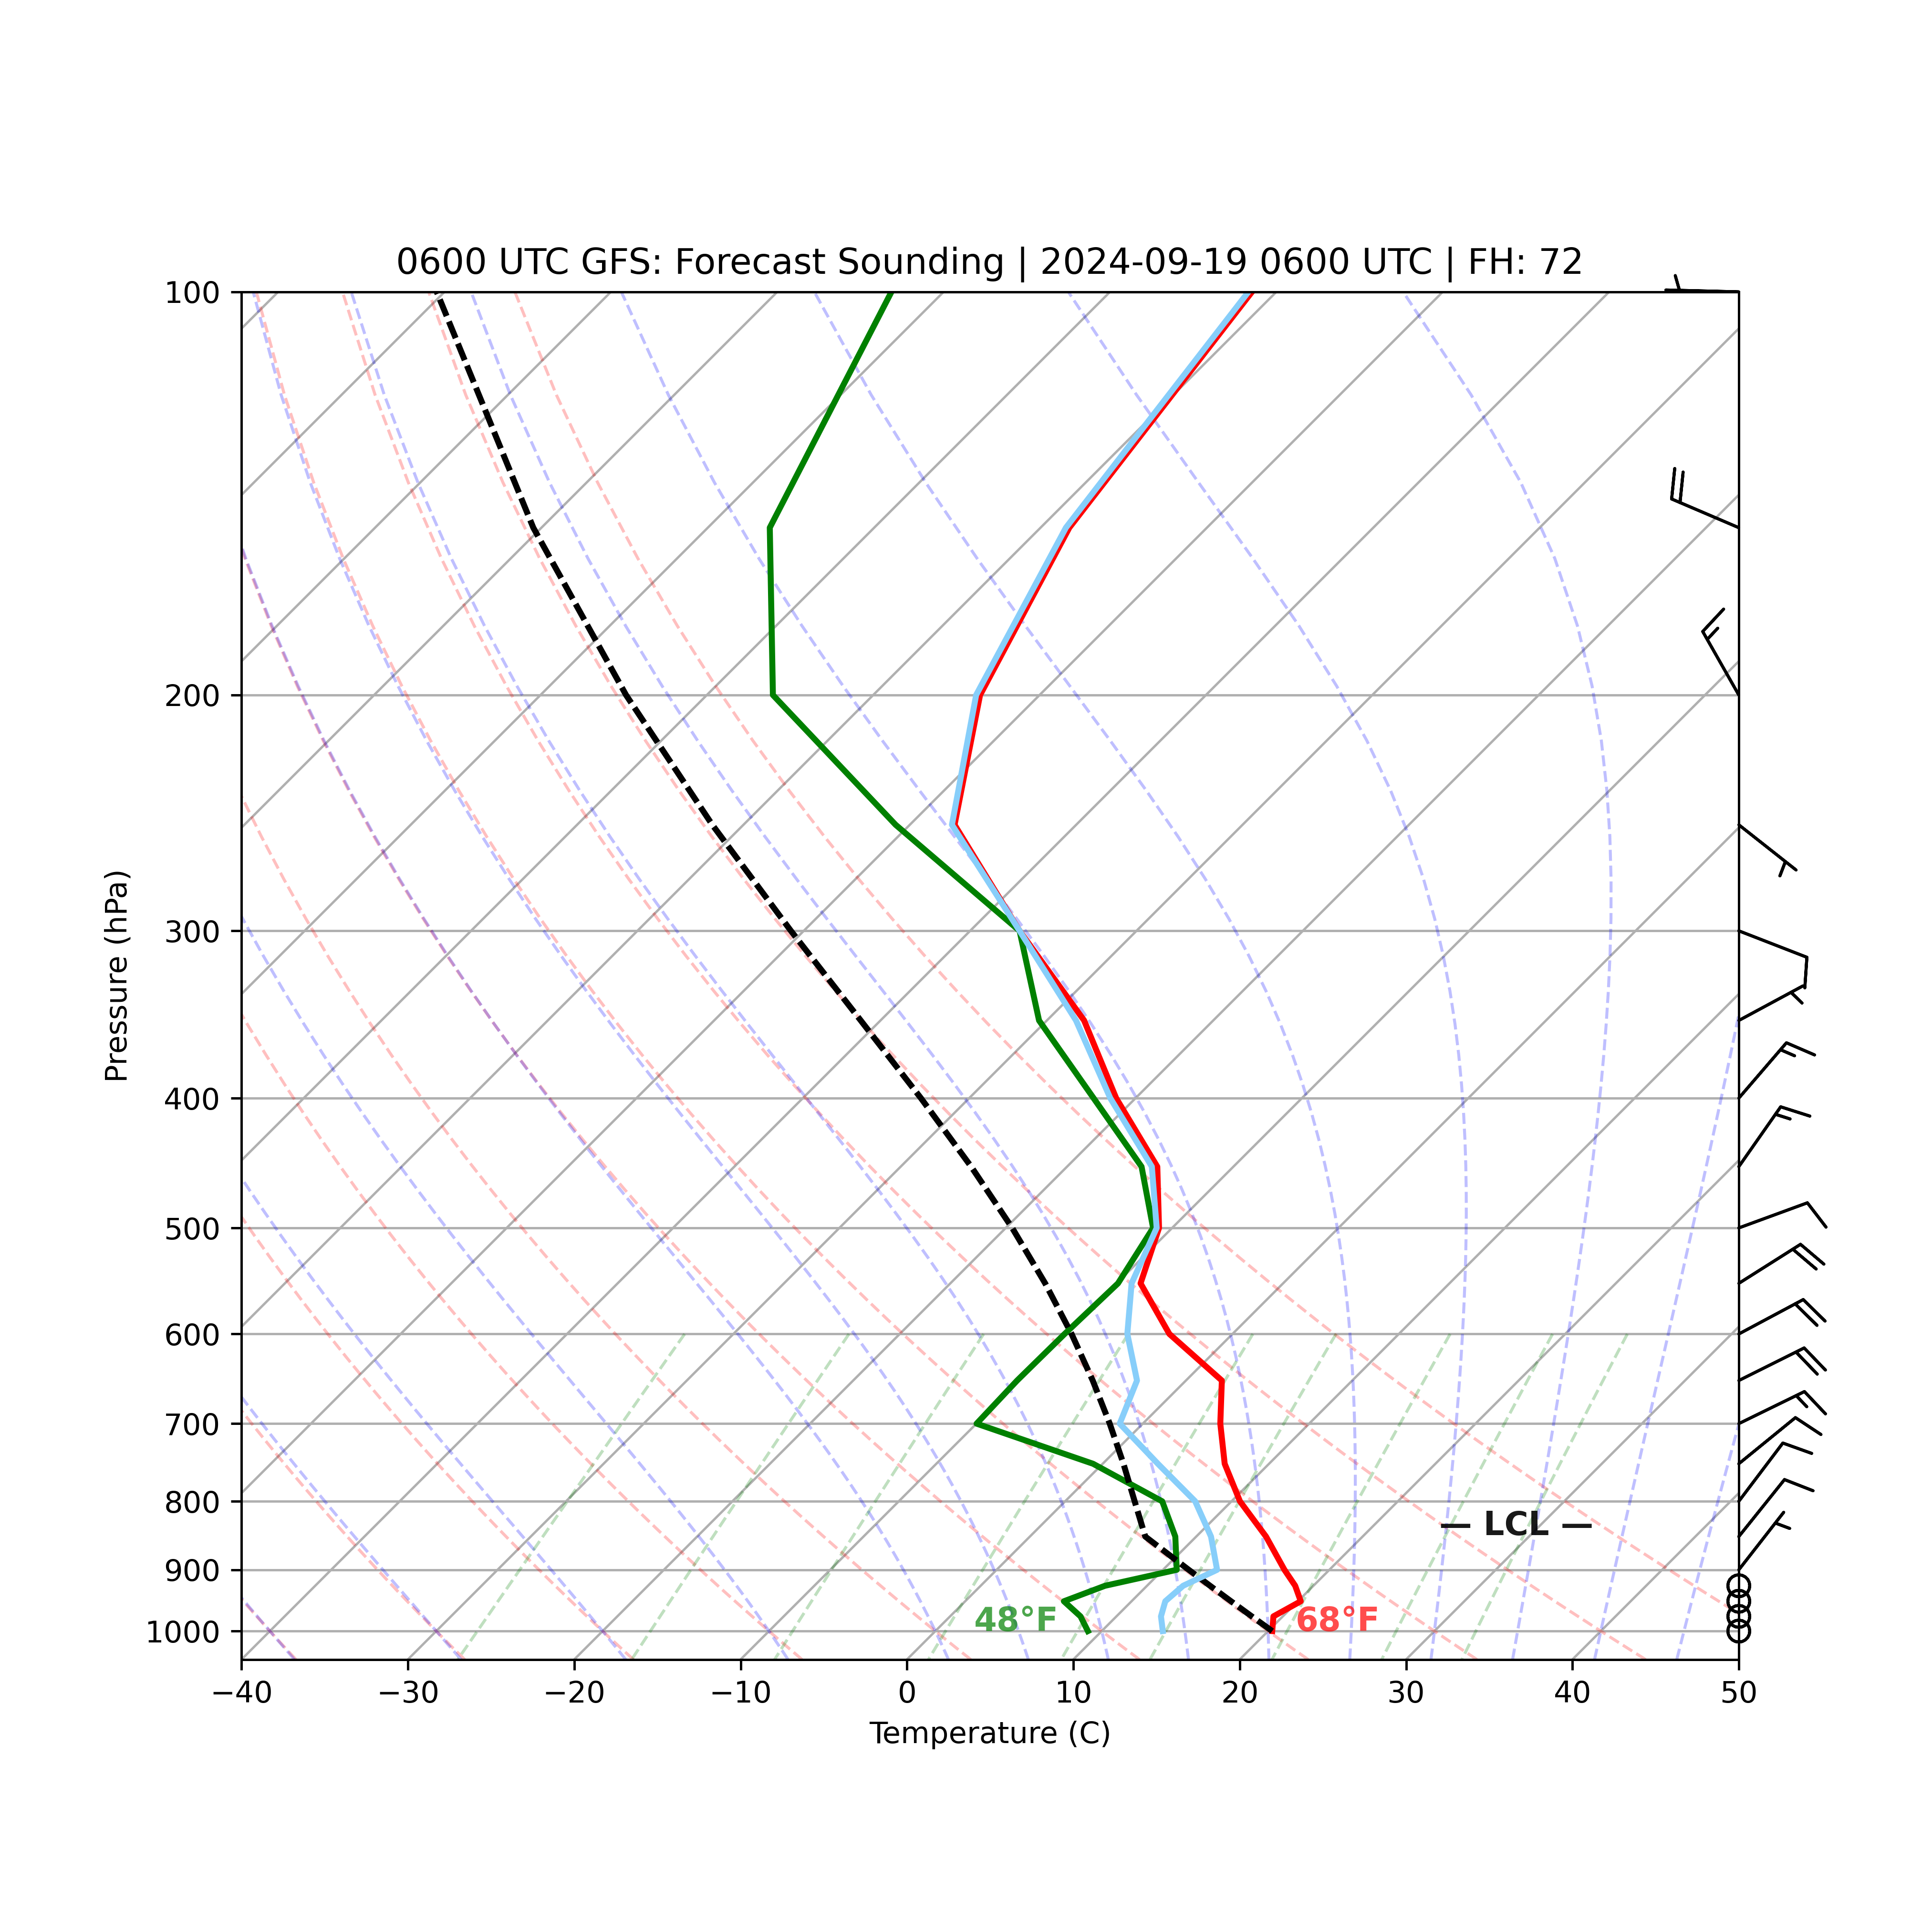 0600 UTC GFS: Forecast Sounding | 2024-09-19 0600 UTC | FH: 72
100
200
300
400
500
600
700
800
900
1000
Pressure (hPa)
— LCL —
48°F
68°F
−40 −30 −20 −10 0 10 20 30 40 50
Temperature (C)